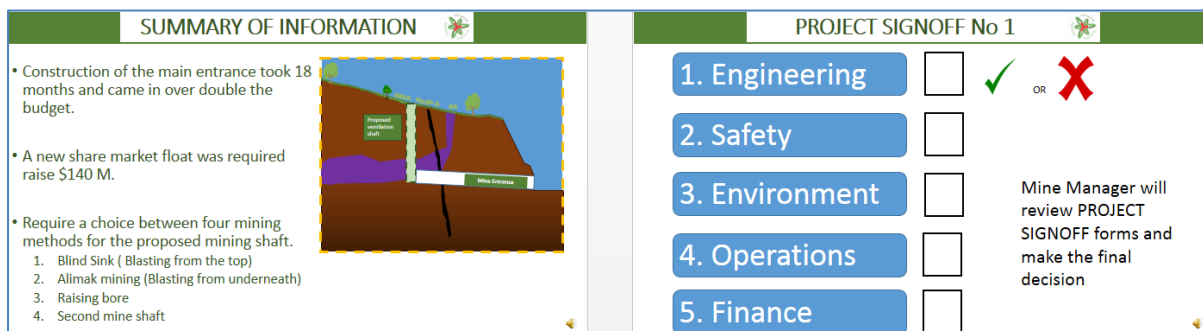 SUMMARY OF INFORMATION
• Construction of the main entrance took 18
months and came in over double the
budget.
• A new share market float was required
raise $140 M.
• Require a choice between four mining
methods for the proposed mining shaft.
1. Blind Sink ( Blasting from the top)
2. Alimak mining (Blasting from underneath)
3. Raising bore
4. Second mine shaft
Proposed
ventilation
shaft
Mine Entrance
PROJECT SIGNOFF No 1
1. Engineering
OR
2. Safety
3. Environment
4. Operations
5. Finance
Mine Manager will
review PROJECT
SIGNOFF forms and
make the final
decision